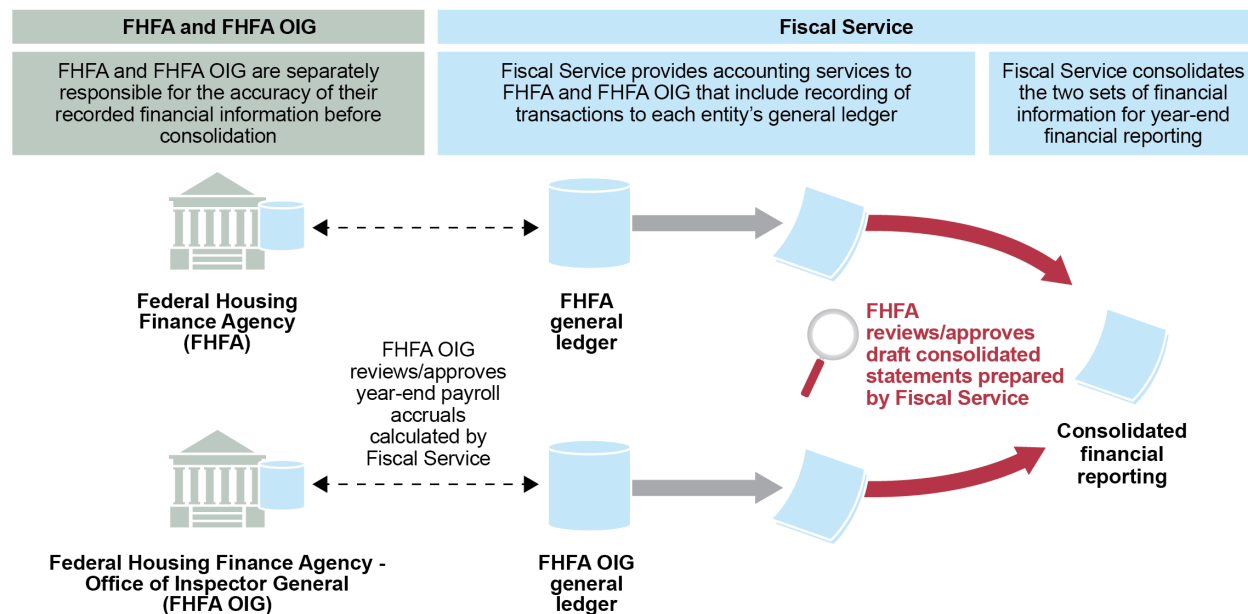 FHFA and FHFA OIG
Fiscal Service
FHFA and FHFA OIG are separately
responsible for the accuracy of their
recorded financial information before
consolidation
Fiscal Service provides accounting services to
FHFA and FHFA OIG that include recording of
transactions to each entity’s general ledger
Fiscal Service consolidates
the two sets of financial
information for year-end
financial reporting
Federal Housing
Finance Agency
(FHFA)
FHFA
general
ledger
FHFA
reviews/approves
draft consolidated
statements prepared
by Fiscal Service
FHFA OIG
reviews/approves
year-end payroll
accruals
calculated by
Fiscal Service
Consolidated
financial
reporting
Federal Housing Finance Agency -
Office of Inspector General
(FHFA OIG)
FHFA OIG
general
ledger